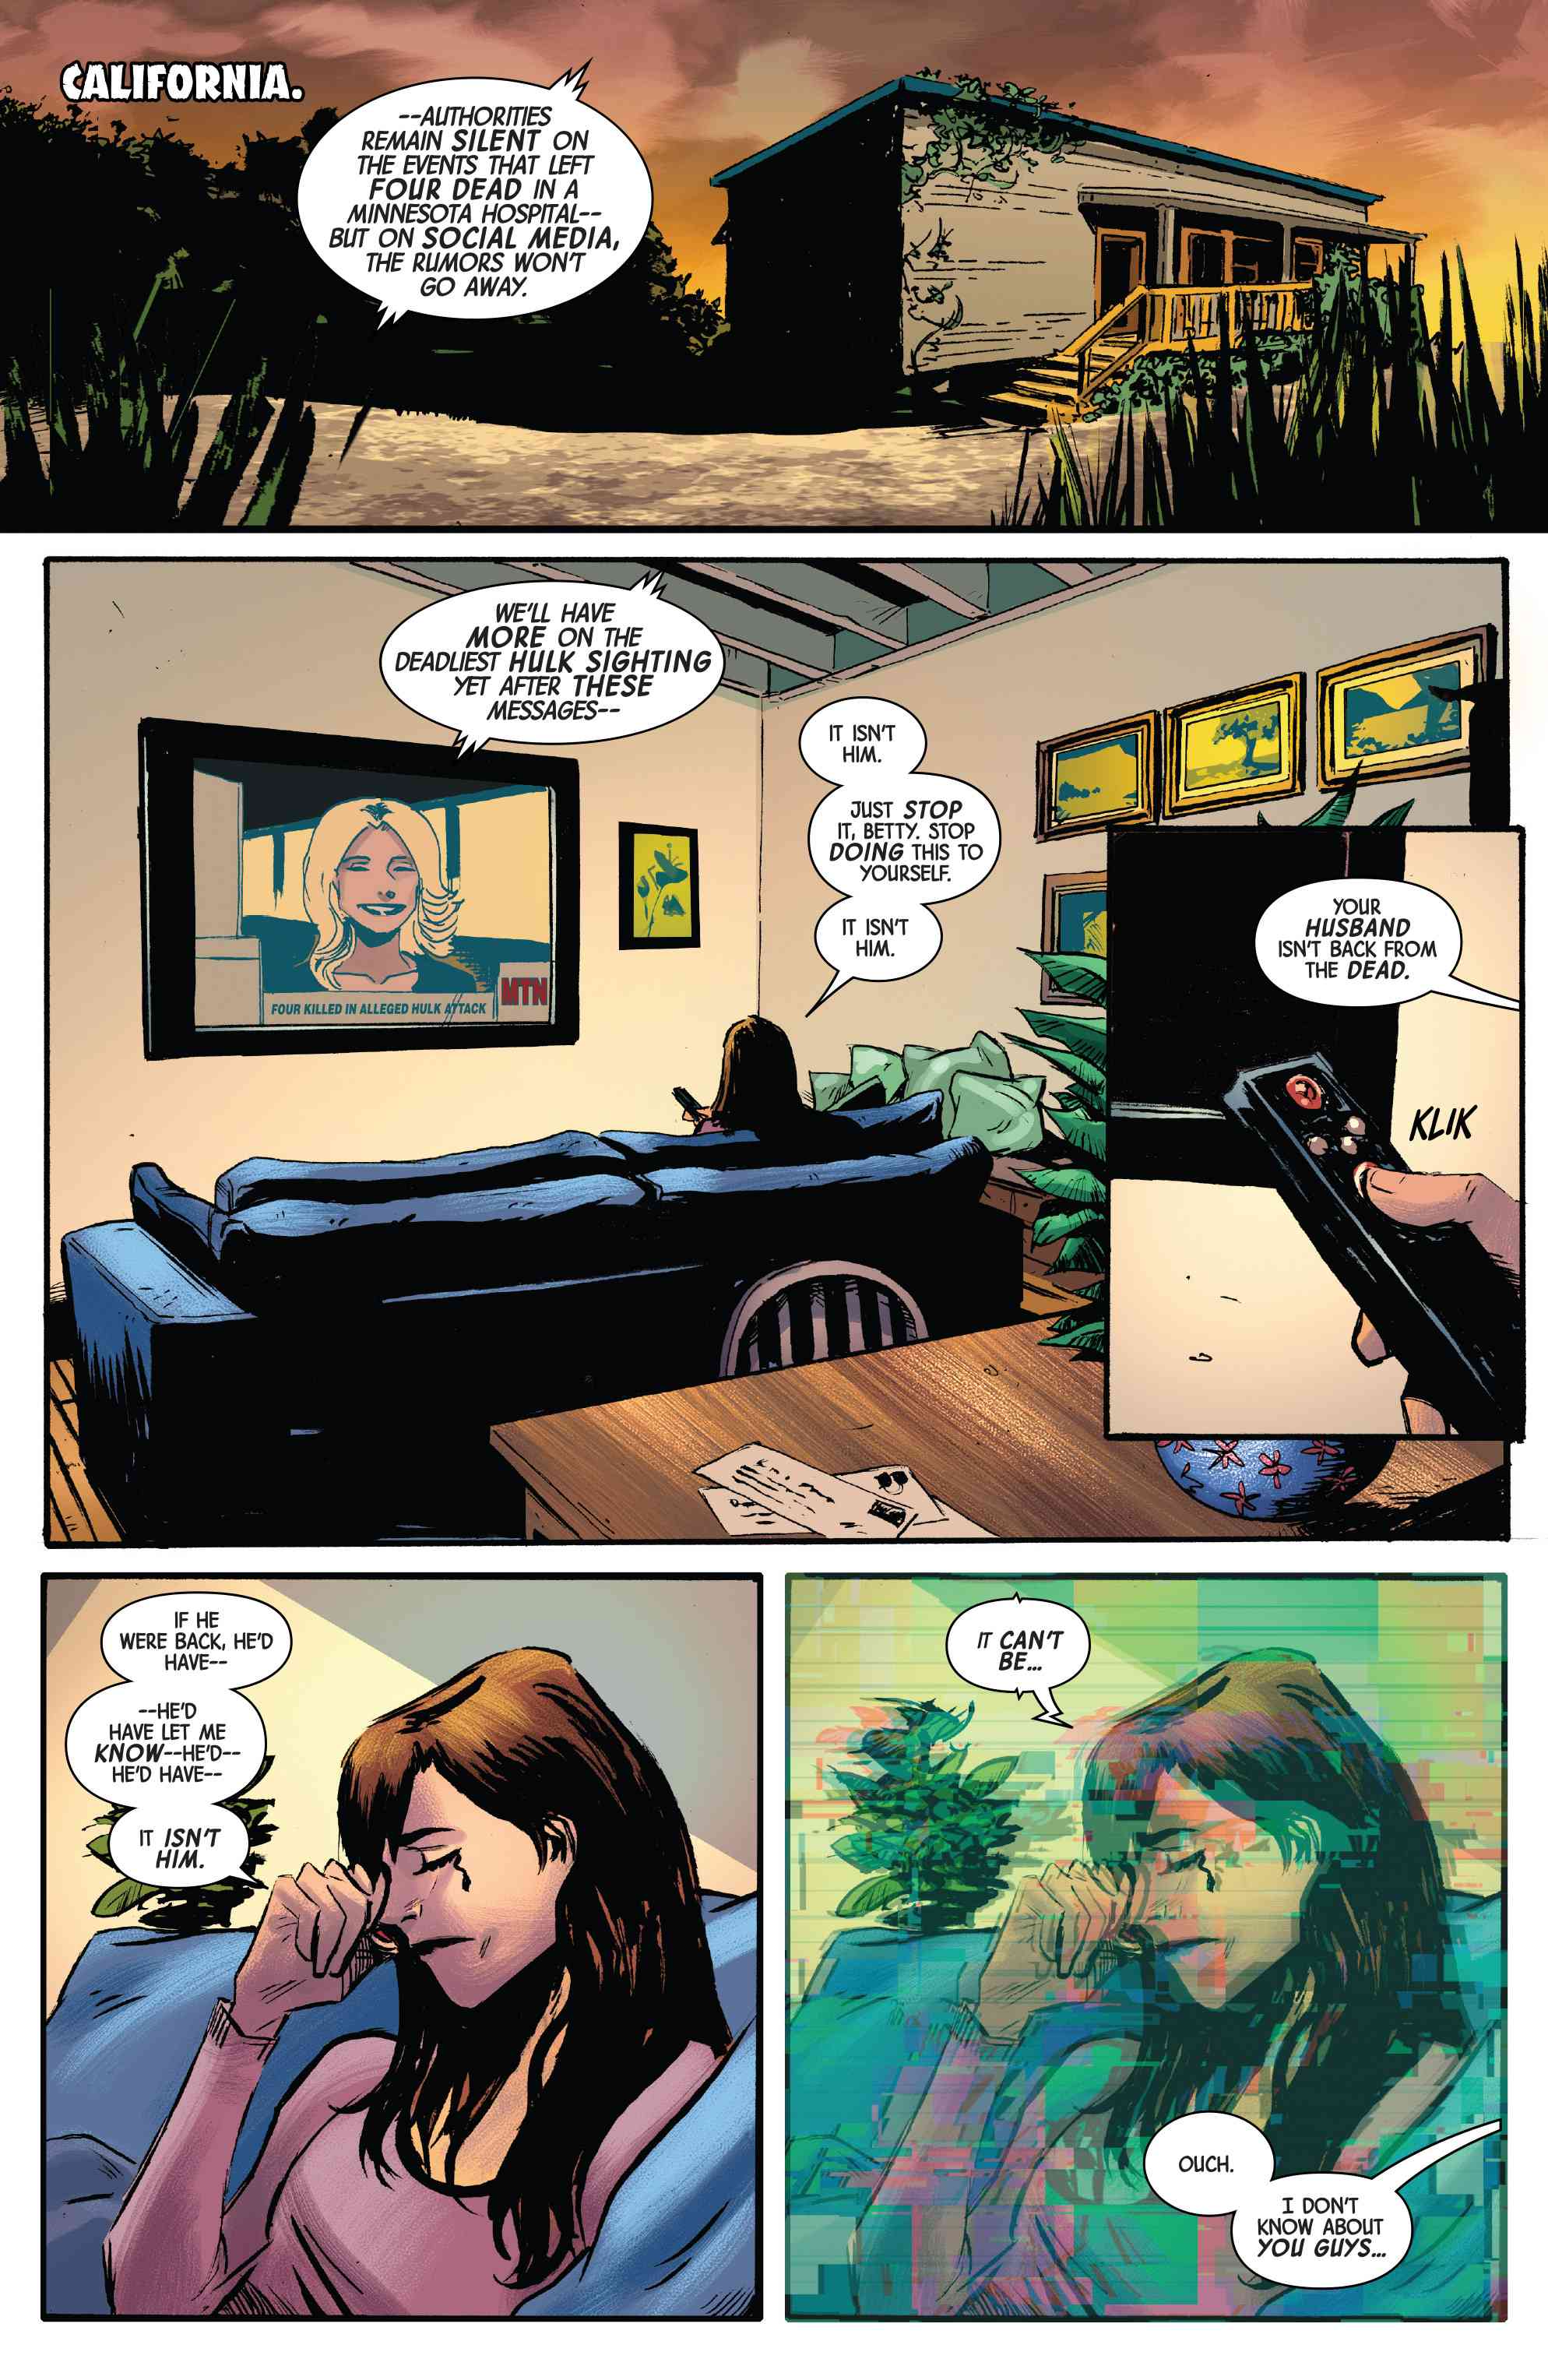 CALIFORNIA.
--AUTHORITIES
REMAIN SILENT ON
THE EVENTS THAT LEFT
FOUR DEAD IN A
MINNESOTA HOSPITAL--
BUT ON SOCIAL MEDIA,
THE RUMORS WON'T
GO AWAY.
WE'LL HAVE
MORE ON THE
DEADLIEST HULK SIGHTING
YET AFTER THESE
MESSAGES--
FOUR KILLED IN ALLEGED HULK ATTACK
MTN
IT ISN'T
HIM.
JUST STOP
IT, BETTY. STOP
DOING THIS TO
YOURSELF.
IT ISN'T
HIM.
YOUR
HUSBAND
ISN'T BACK FROM
THE DEAD.
KLIK
IF HE
WERE BACK, HE'D
HAVE--
--HE'D
HAVE LET ME
KNOW--HE'D--
HE'D HAVE--
IT ISN'T
HIM.
IT CAN'T
BE...
OUCH.
I DON'T
KNOW ABOUT
YOU GUYS...